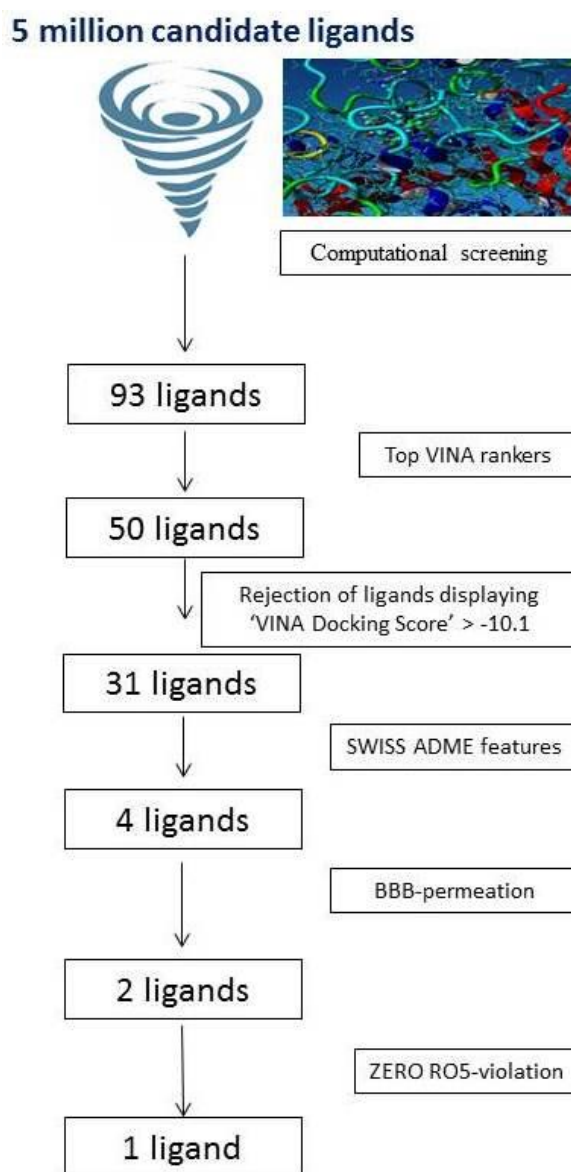 5 million candidate ligands
Computational screening
93 ligands
Top VINA rankers
50 ligands
Rejection of ligands displaying
‘VINA Docking Score’ > -10.1
31 ligands
SWISS ADME features
4 ligands
BBB-permeation
2 ligands
ZERO RO5-violation
1 ligand